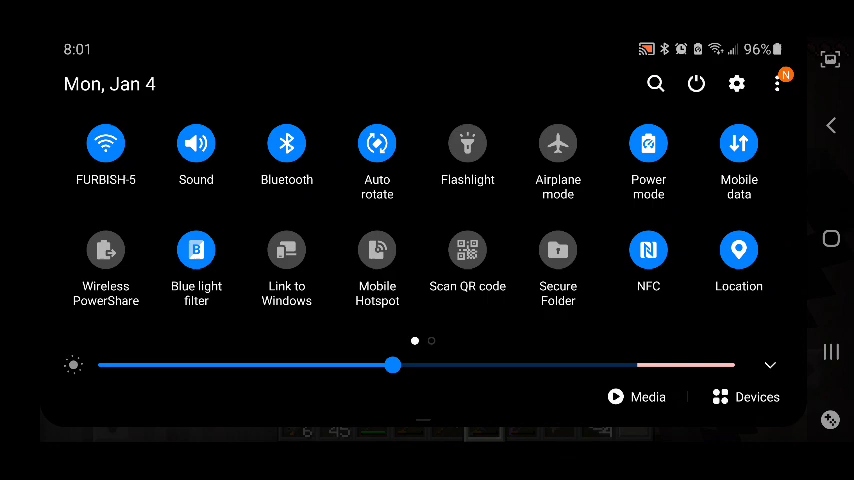 8:01
96%
Mon, Jan 4
N
FURBISH-5
Sound
Bluetooth
Auto
rotate
Flashlight
Airplane
mode
Power
mode
Mobile
data
Wireless
PowerShare
B
Blue light
filter
Link to
Windows
Mobile
Hotspot
Scan QR code
Secure
Folder
NFC
Location
Media
Devices
6 45